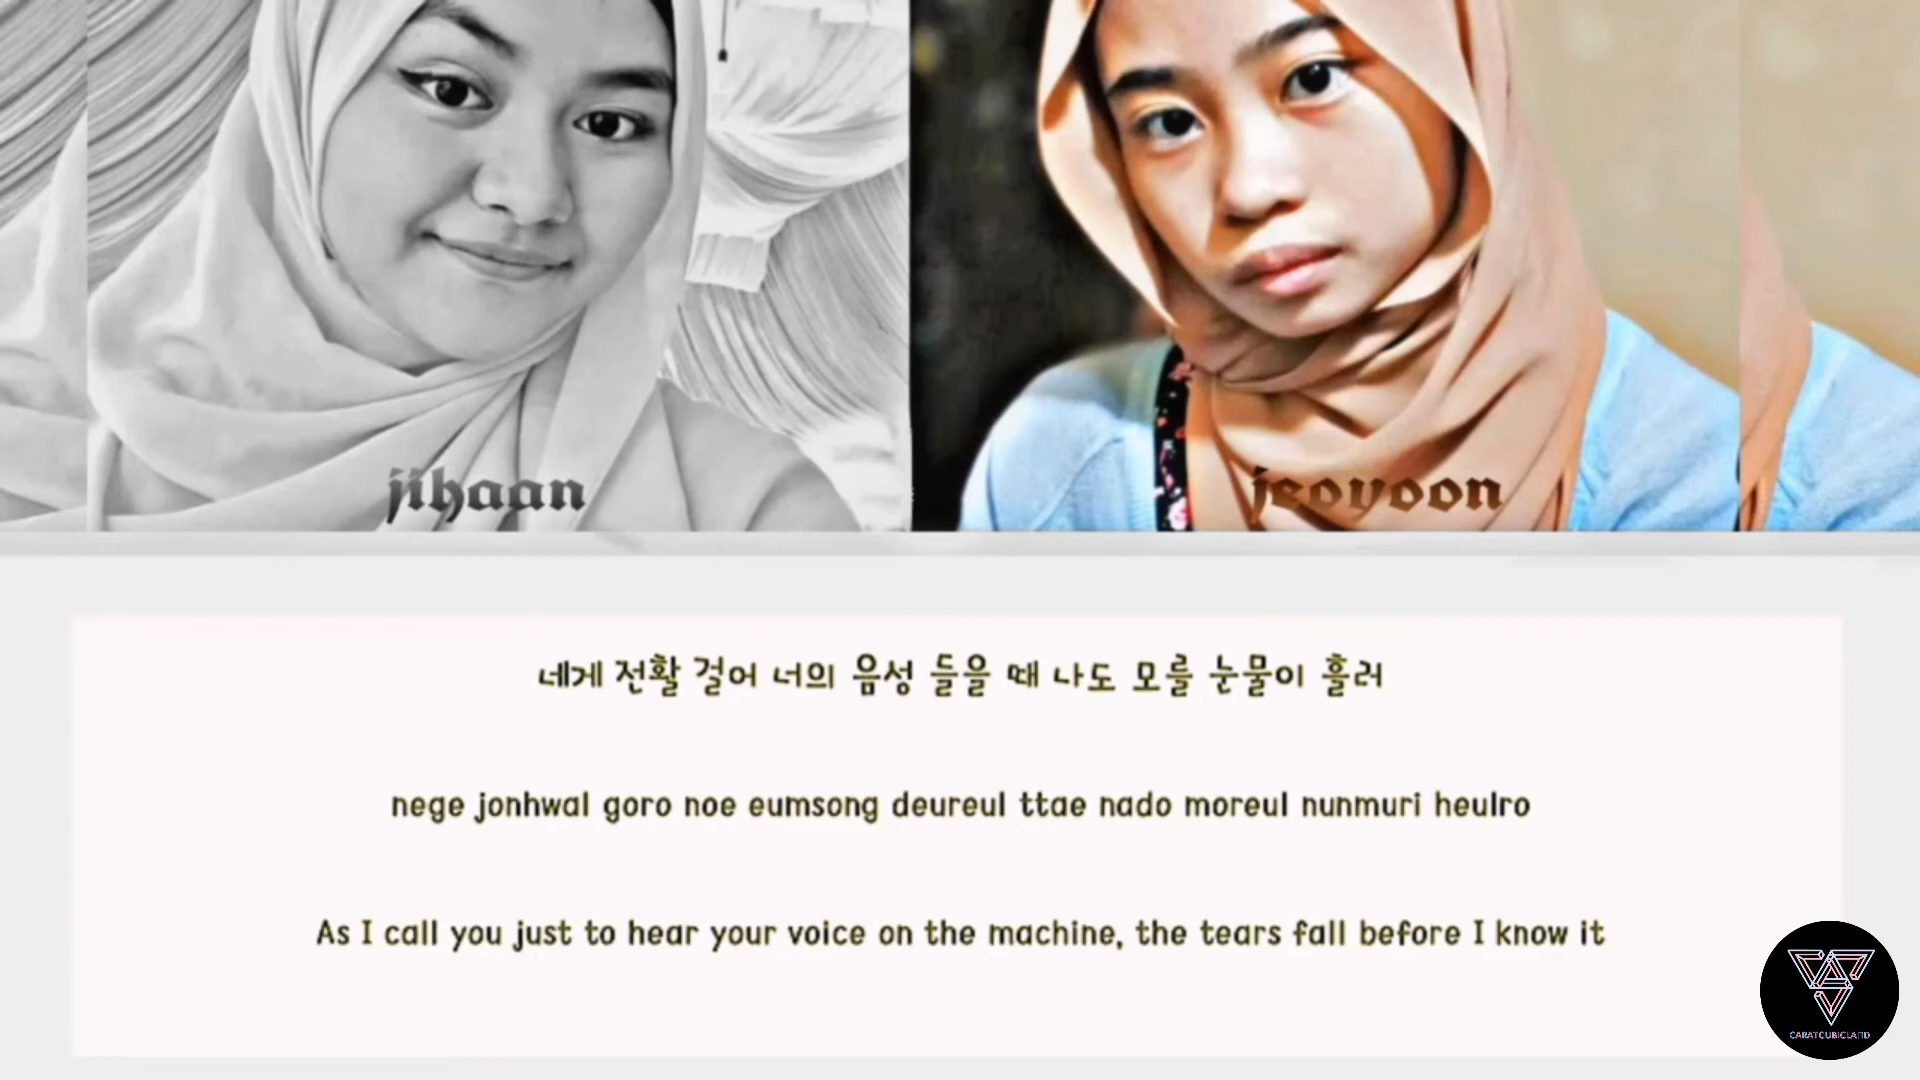 jihaan
jeoyoon
네게 전활 걸어 너의 음성 들을 때 나도 모를 눈물이 흘러
nege jonhwal goro noe eumsong deureul ttae nado moreul nunmuri heulro
As I call you just to hear your voice on the machine, the tears fall before I know it
CARATCUBICLAND